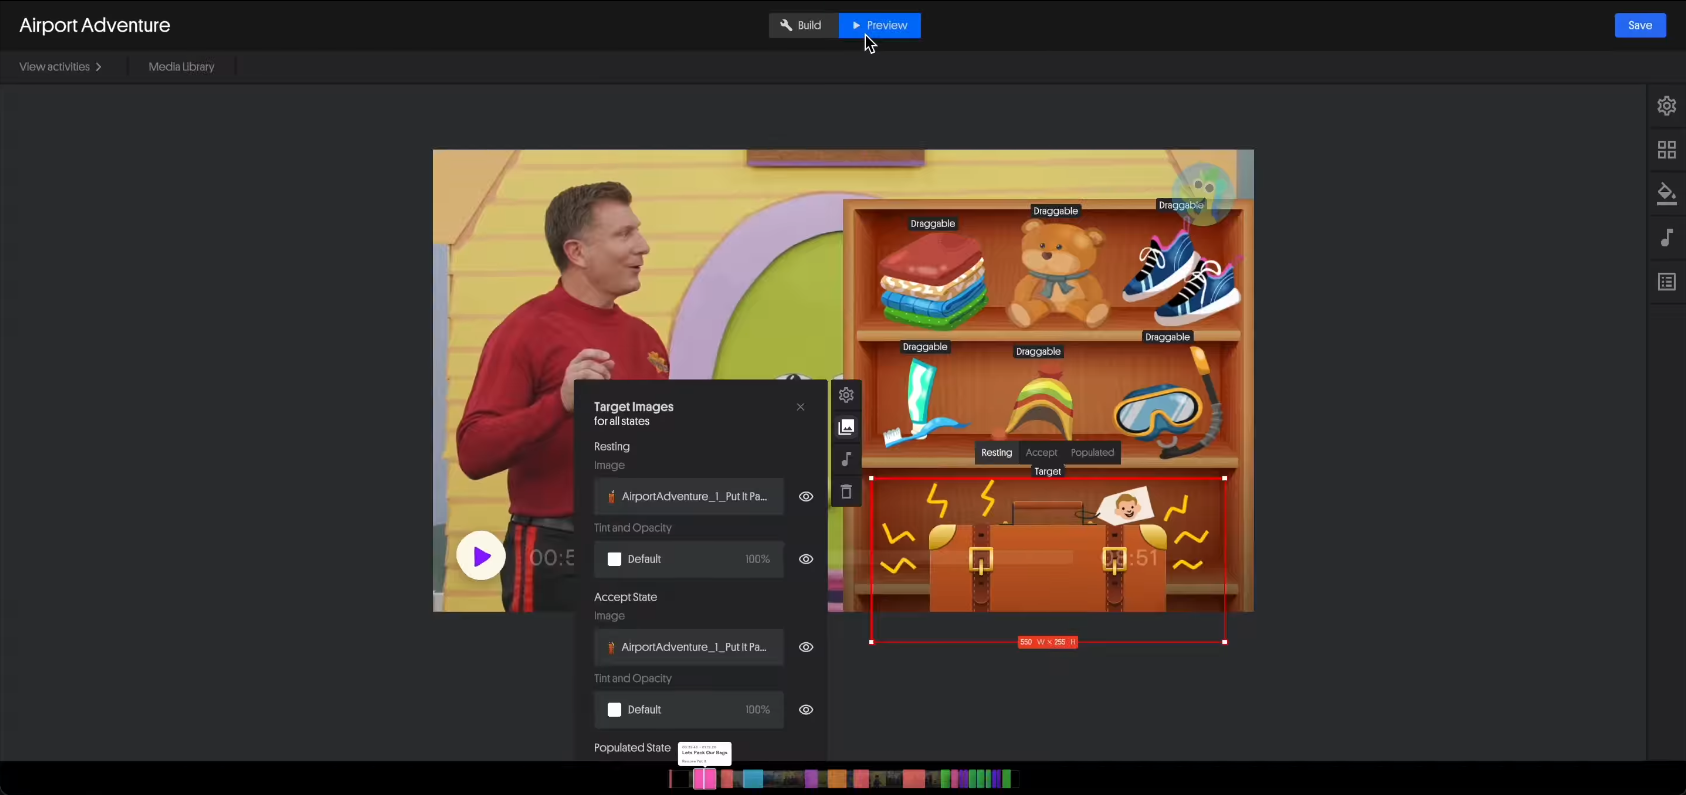 Airport Adventure
Build
Preview
Save
View activities
Media Library
Draggable
Draggable
Draggable
Draggable
Draggable
Draggable
Resting
Accept
Populated
Target
Target Images
for all states
Resting
Image
AirportAdventure_1_Put It Pa...
Tint and Opacity
Default
100%
Accept State
Image
AirportAdventure_1_Put It Pa...
Tint and Opacity
Default
100%
Populated State
00:5
:51
550 W × 255 H
Lets Pack Our Bags